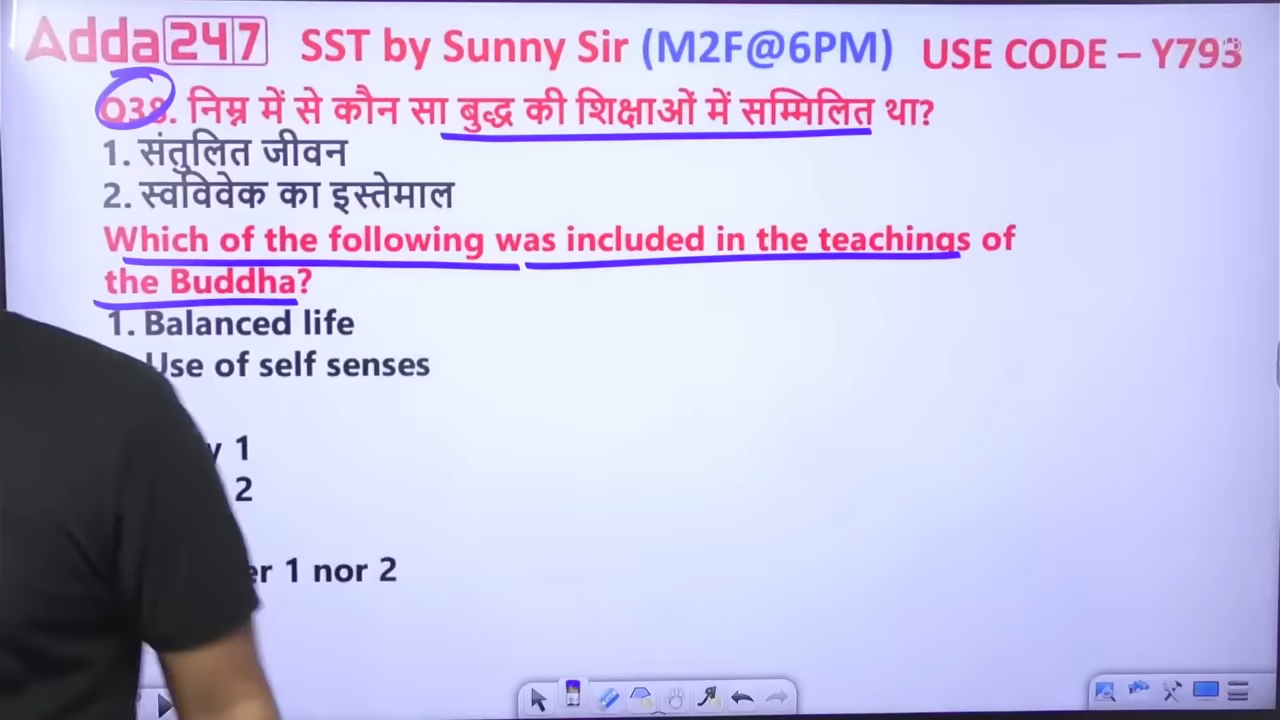 Adda247 SST by Sunny Sir (M2F@6PM) USE CODE – Y793
Q38. निम्न में से कौन सा बुद्ध की शिक्षाओं में सम्मिलित था?
1. संतुलित जीवन
2. स्वविवेक का इस्तेमाल
Which of the following was included in the teachings of
the Buddha?
1. Balanced life
Use of self senses
1
2
1 nor 2